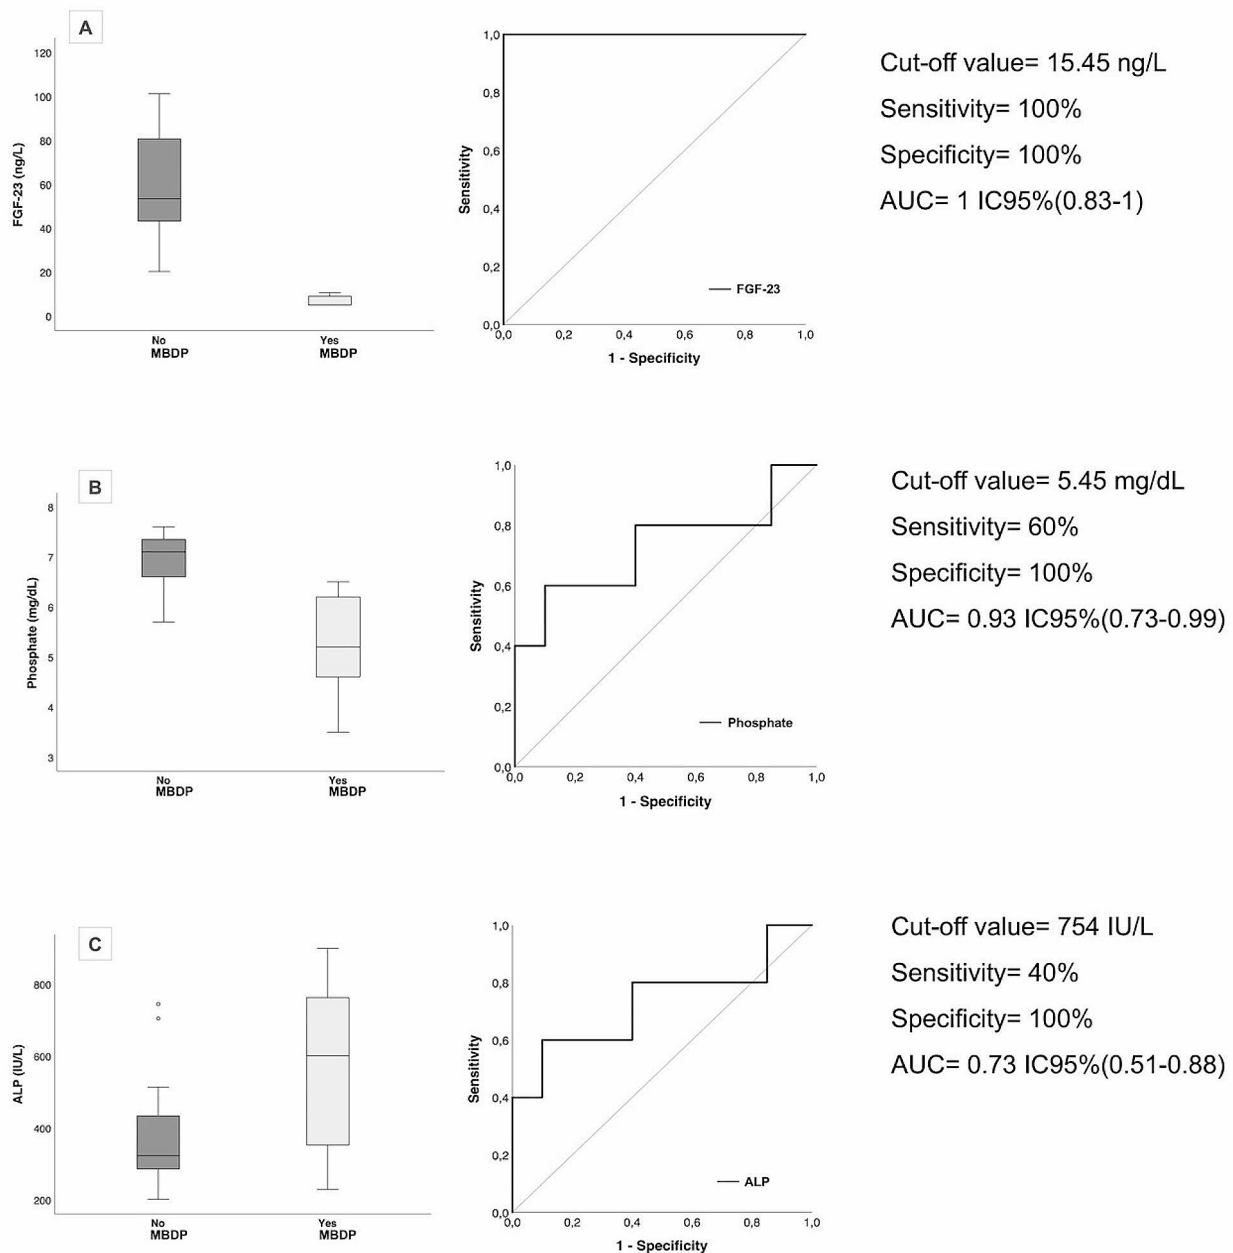 A
120
100
80
60
40
20
0
FGF-23 (ng/L)
No
MBDP
Yes
MBDP
1,0
0,8
0,6
0,4
0,2
0,0
Sensitivity
FGF-23
0,0 0,2 0,4 0,6 0,8 1,0
1 - Specificity
Cut-off value= 15.45 ng/L
Sensitivity= 100%
Specificity= 100%
AUC= 1 IC95%(0.83-1)
B
8
7
6
5
4
3
Phosphate (mg/dL)
No
MBDP
Yes
MBDP
1,0
0,8
0,6
0,4
0,2
0,0
Sensitivity
Phosphate
0,0 0,2 0,4 0,6 0,8 1,0
1 - Specificity
Cut-off value= 5.45 mg/dL
Sensitivity= 60%
Specificity= 100%
AUC= 0.93 IC95%(0.73-0.99)
C
800
600
400
200
ALP (IU/L)
No
MBDP
Yes
MBDP
1,0
0,8
0,6
0,4
0,2
0,0
Sensitivity
ALP
0,0 0,2 0,4 0,6 0,8 1,0
1 - Specificity
Cut-off value= 754 IU/L
Sensitivity= 40%
Specificity= 100%
AUC= 0.73 IC95%(0.51-0.88)